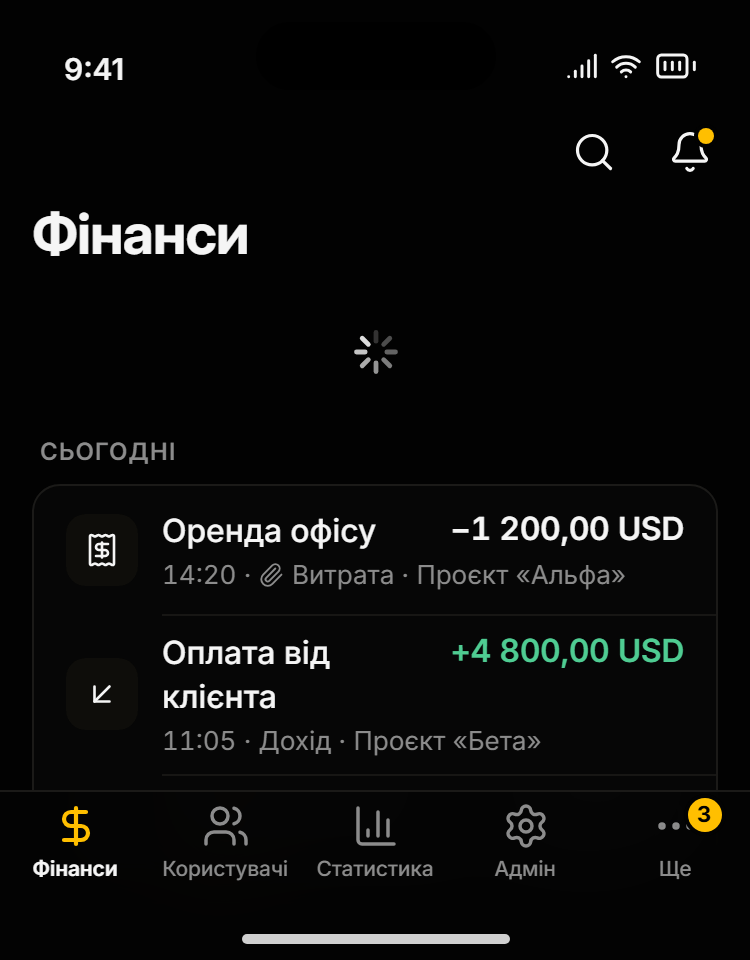 9:41
Фінанси
СЬОГОДНІ
Оренда офісу −1 200,00 USD
14:20 · Витрата · Проєкт «Альфа»
Оплата від +4 800,00 USD
клієнта
11:05 · Дохід · Проєкт «Бета»
3
Фінанси Користувачі Статистика Адмін Ще